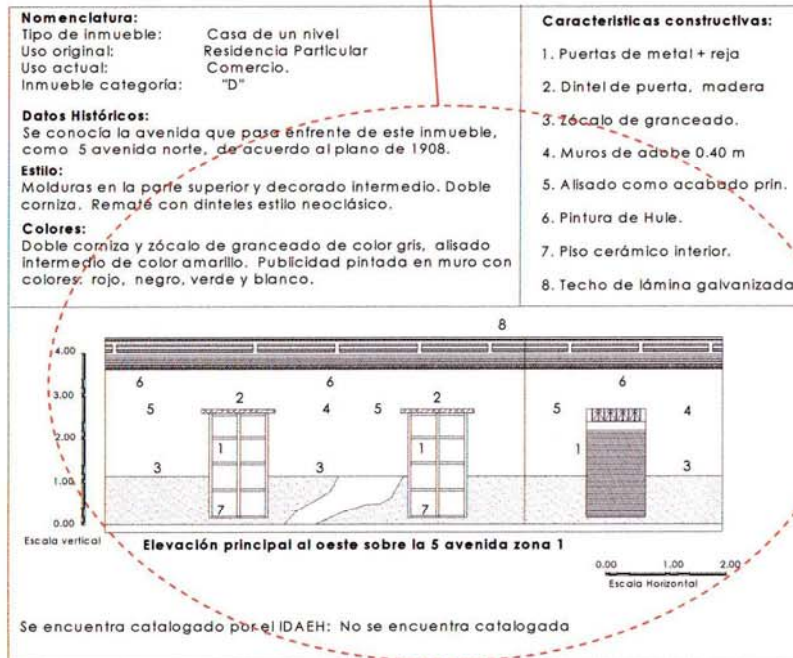 Nomenclatura:
Tipo de inmueble: Casa de un nivel
Uso original: Residencia Particular
Uso actual: Comercio.
Inmueble categoría: "D"
Datos Históricos:
Se conocía la avenida que pasa enfrente de este inmueble,
como 5 avenida norte, de acuerdo al plano de 1908.
Estilo:
Molduras en la parte superior y decorado intermedio. Doble
corniza. Remate con dinteles estilo neoclásico.
Colores:
Doble corniza y zócalo de granceado de color gris, alisado
intermedio de color amarillo. Publicidad pintada en muro con
colores: rojo, negro, verde y blanco.
Caracteristicas constructivas:
1. Puertas de metal + reja
2. Dintel de puerta, madera
3. Zócalo de granceado.
4. Muros de adobe 0.40 m
5. Alisado como acabado prin.
6. Pintura de Hule.
7. Piso cerámico interior.
8. Techo de lámina galvanizada
8
4.00
3.00
6 6 6
2 2
5 4 5 5 4
2.00
1 1 1
3 3 3
1.00
7 7
0.00
Escala vertical
Elevación principal al oeste sobre la 5 avenida zona 1
0.00 1.00 2.00
Escala Horizontal
Se encuentra catalogado por el IDAEH: No se encuentra catalogada